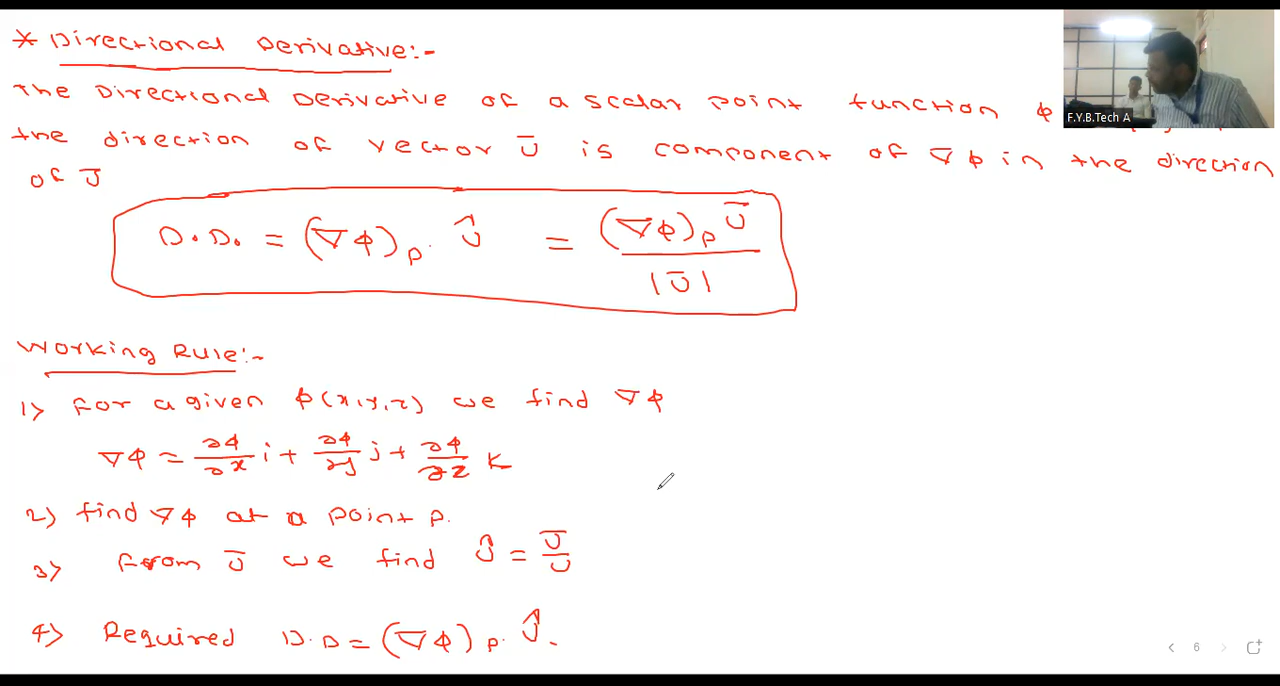 * Directional Derivative:-
F.Y.B.Tech A
The Directional Derivative of a scalar point function ϕ
the direction of vector ū is component of ∇ϕ in the direction
of ū
D.D. = (∇ϕ)ₚ · û = (∇ϕ)ₚ ū / |ū|
Working Rule:-
1) For a given ϕ(x,y,z) we find ∇ϕ
∇ϕ = ∂ϕ/∂x i + ∂ϕ/∂y j + ∂ϕ/∂z k
2) find ∇ϕ at a point P.
3) From ū we find û = ū/u
4) Required D.D = (∇ϕ)ₚ · û.
6